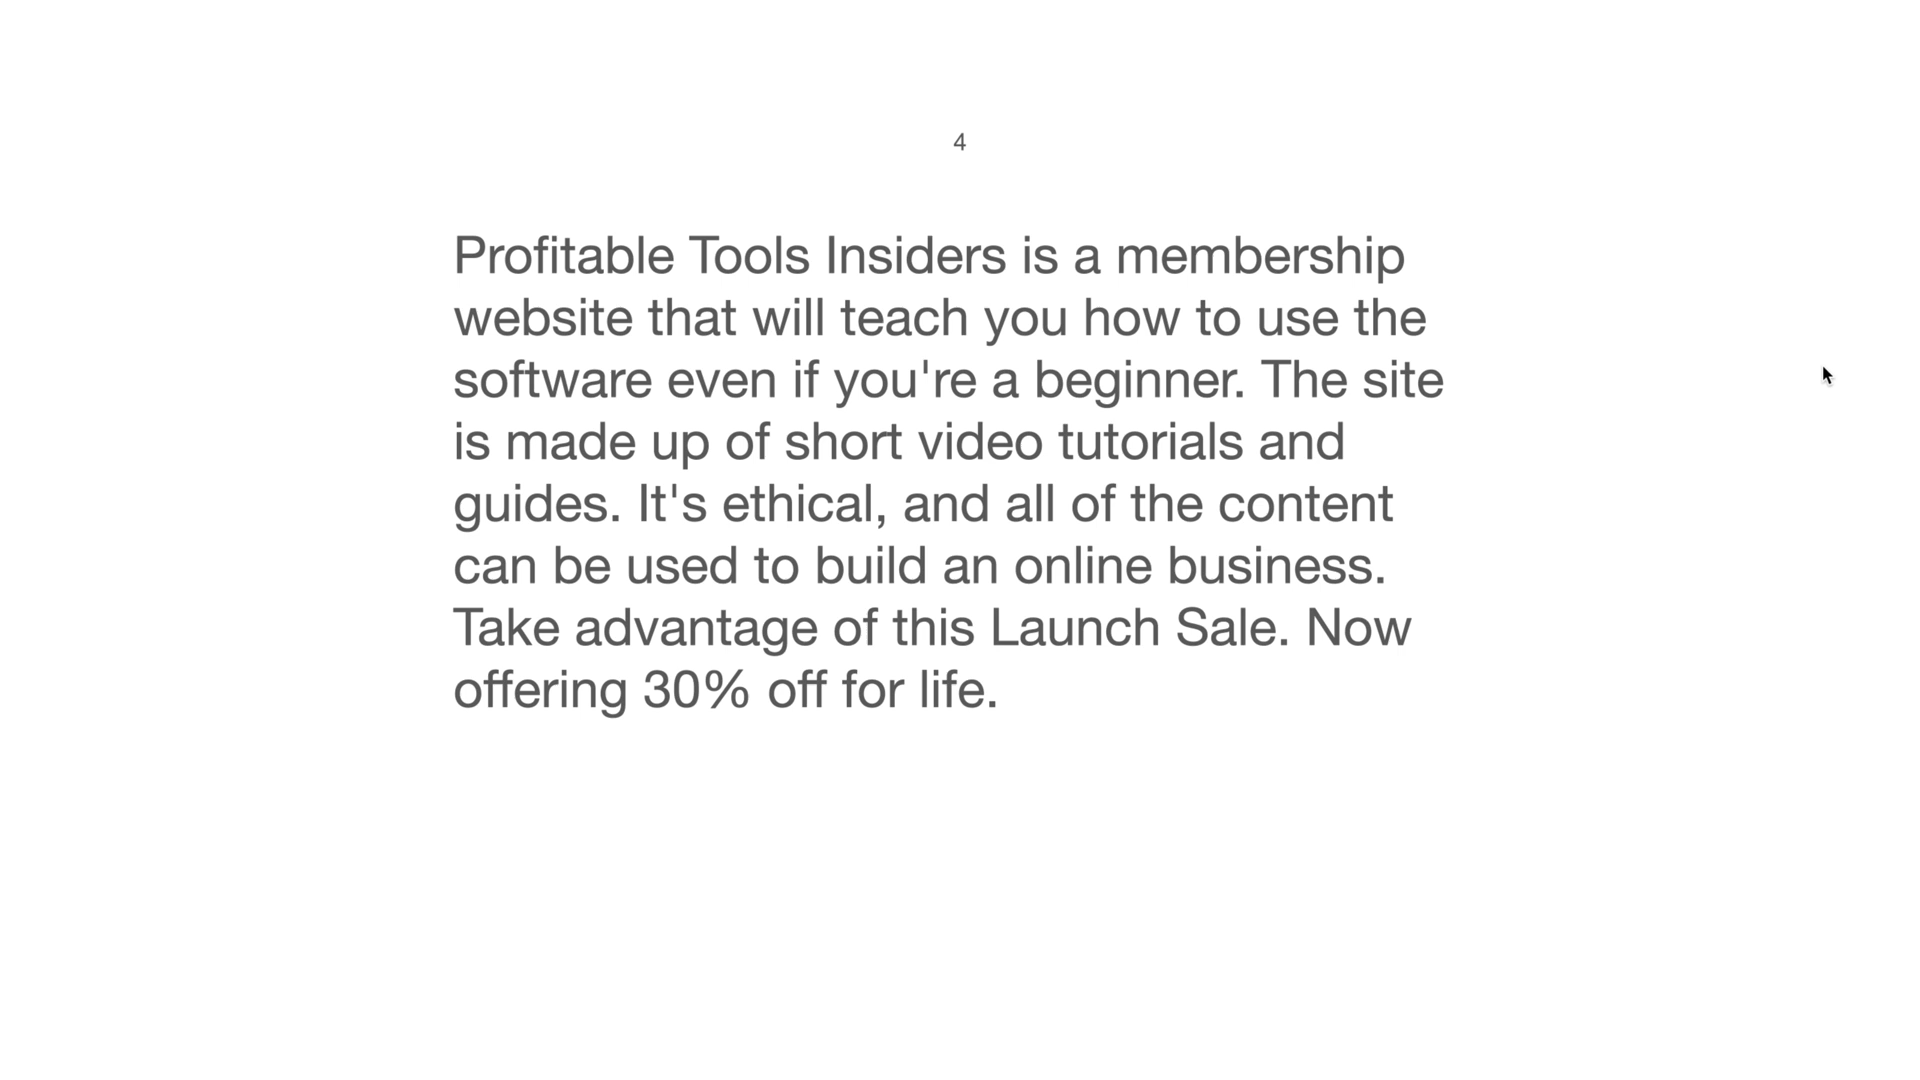 4
Profitable Tools Insiders is a membership
website that will teach you how to use the
software even if you're a beginner. The site
is made up of short video tutorials and
guides. It's ethical, and all of the content
can be used to build an online business.
Take advantage of this Launch Sale. Now
offering 30% off for life.